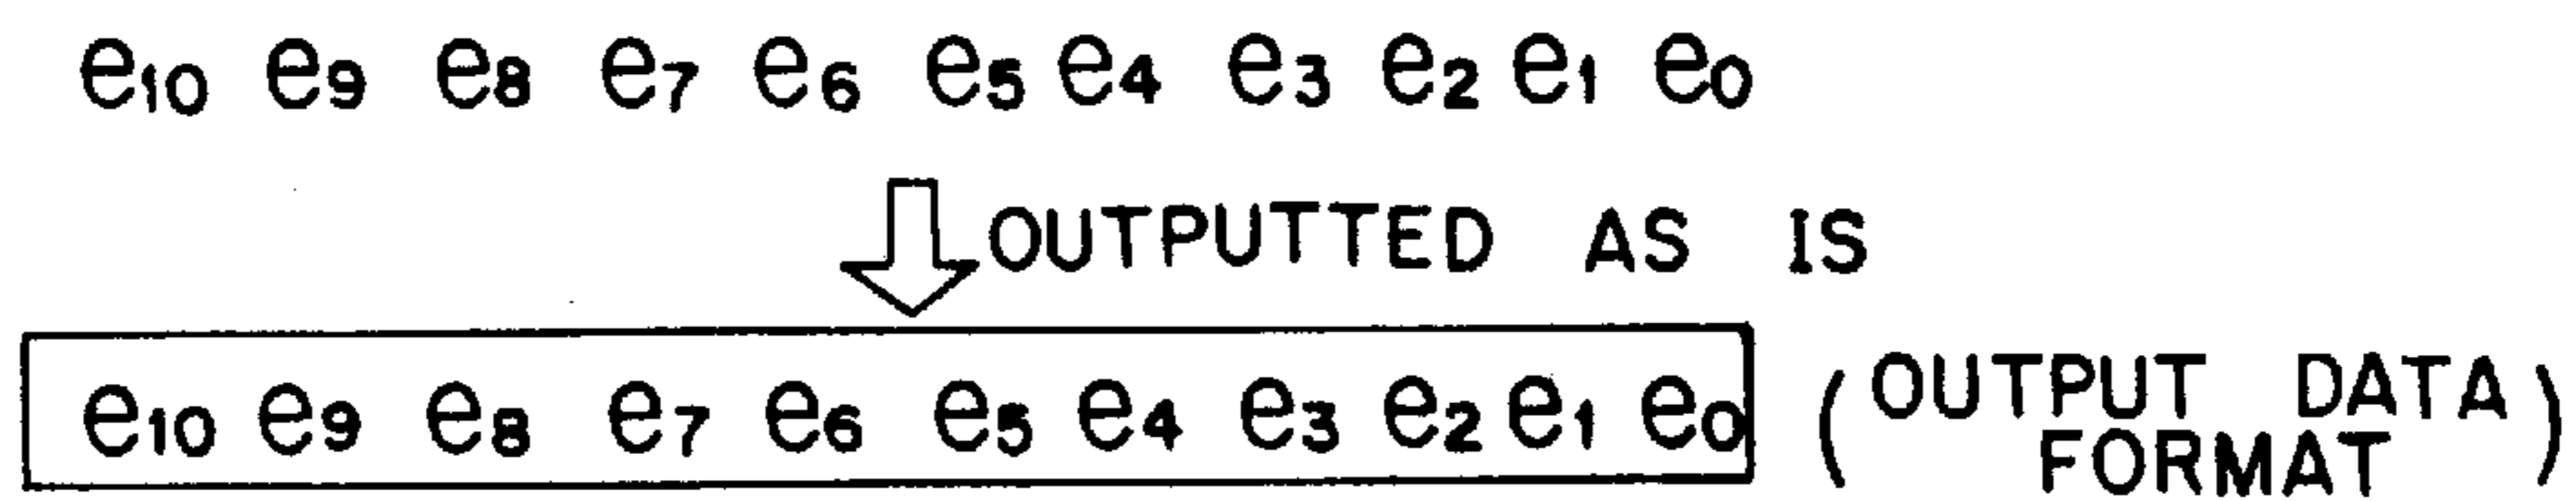 e₁₀ e₉ e₈ e₇ e₆ e₅ e₄ e₃ e₂ e₁ e₀
OUTPUTTED AS IS
e₁₀ e₉ e₈ e₇ e₆ e₅ e₄ e₃ e₂ e₁ e₀
(OUTPUT DATA
FORMAT)